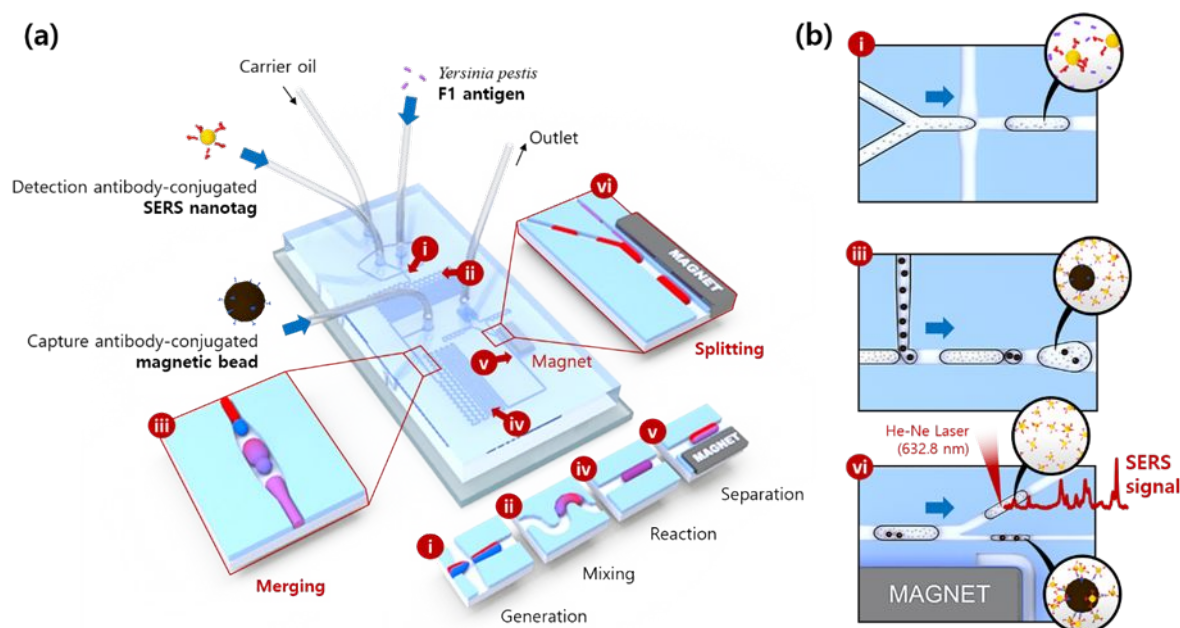 (a)
Carrier oil
Yersinia pestis
F1 antigen
Outlet
Detection antibody-conjugated
SERS nanotag
vi
MAGNET
i
ii
Splitting
Capture antibody-conjugated
magnetic bead
v
Magnet
iii
iv
v
MAGNET
iv
Separation
ii
Reaction
i
Mixing
Merging
Generation
(b)
i
iii
He-Ne Laser
(632.8 nm)
vi
SERS
signal
MAGNET